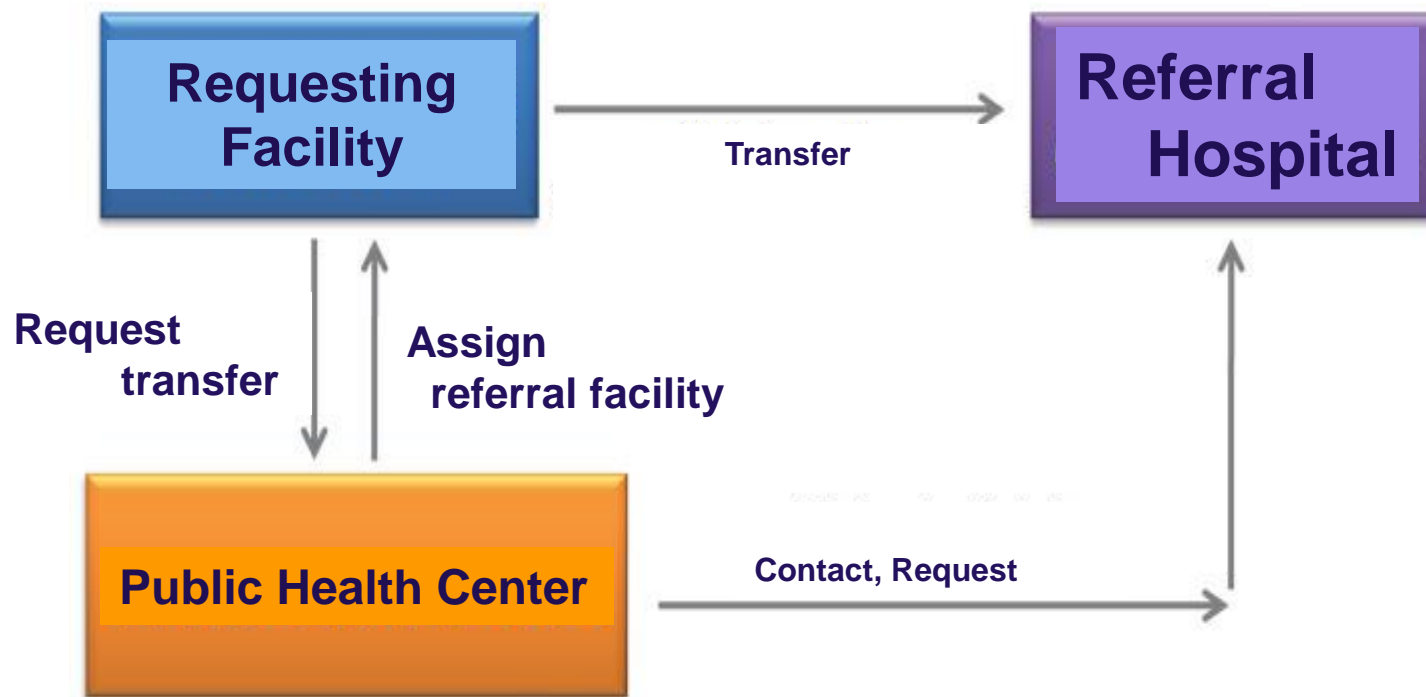 Requesting
Facility
Transfer
Referral
Hospital
Request
transfer
Assign
referral facility
Public Health Center
Contact, Request